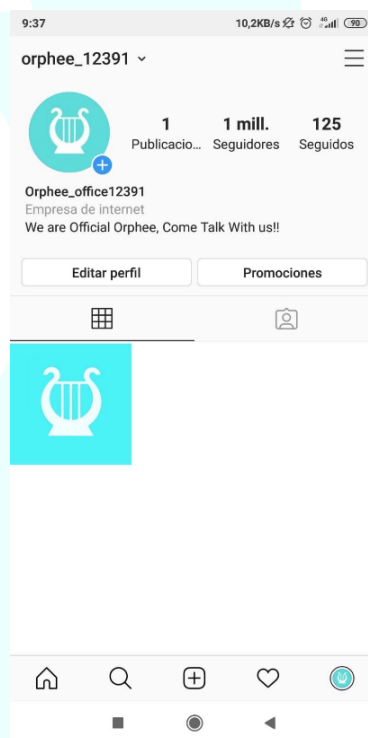 9:37 10,2KB/s 4G 90
orphee_12391
1 1 mill. 125
Publicacio... Seguidores Seguidos
Orphee_office12391
Empresa de internet
We are Official Orphee, Come Talk With us!!
Editar perfil Promociones